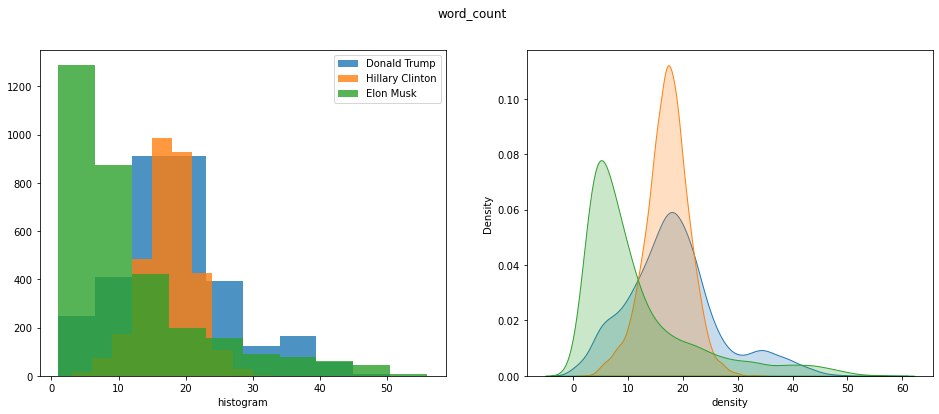 word_count
Donald Trump
Hillary Clinton
Elon Musk
1200
1000
800
600
400
200
0
0 10 20 30 40 50
histogram
Density
0.10
0.08
0.06
0.04
0.02
0.00
0 10 20 30 40 50 60
density